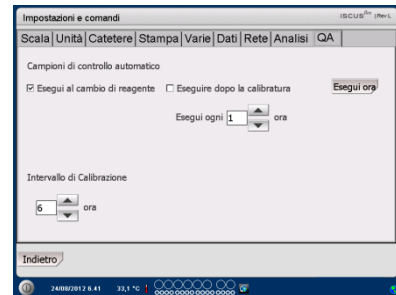 Impostazioni e comandi ISCUSflex |Rev L
Scala Unità Catetere Stampa Varie Dati Rete Analisi QA
Campioni di controllo automatico
Esegui al cambio di reagente Eseguire dopo la calibratura Esegui ora
Esegui ogni 1 ora
Intervallo di Calibrazione
6 ora
Indietro
24/08/2012 6.41 33,1 °C